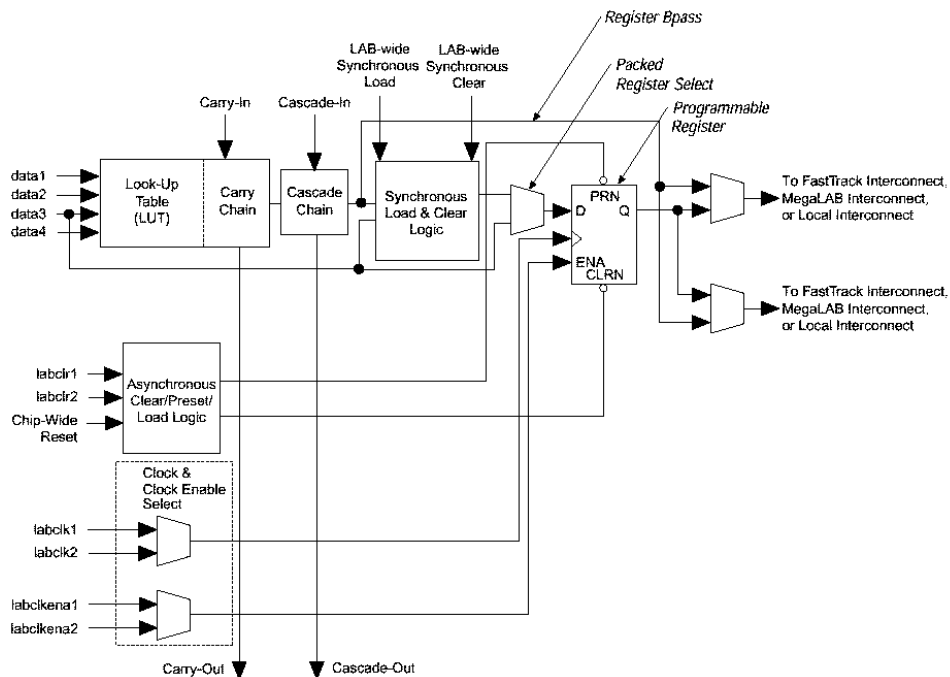 Register Bpass
LAB-wide
Synchronous
Load
LAB-wide
Synchronous
Clear
Packed
Register Select
Programmable
Register
Carry-In
Cascade-In
data1
data2
data3
data4
Look-Up
Table
(LUT)
Carry
Chain
Cascade
Chain
Synchronous
Load & Clear
Logic
PRN
D
Q
ENA
CLRN
To FastTrack Interconnect,
MegaLAB Interconnect,
or Local Interconnect
To FastTrack Interconnect,
MegaLAB Interconnect,
or Local Interconnect
labclr1
labclr2
Chip-Wide
Reset
Asynchronous
Clear/Preset/
Load Logic
Clock &
Clock Enable
Select
labclk1
labclk2
labclkena1
labclkena2
Carry-Out
Cascade-Out